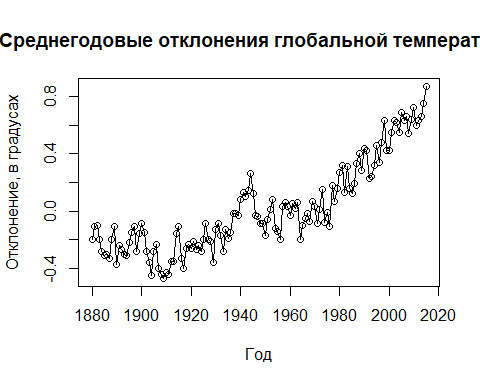 Среднегодовые отклонения глобальной температ
Отклонение, в градусах
0.8
0.4
0.0
-0.4
1880 1900 1920 1940 1960 1980 2000 2020
Год